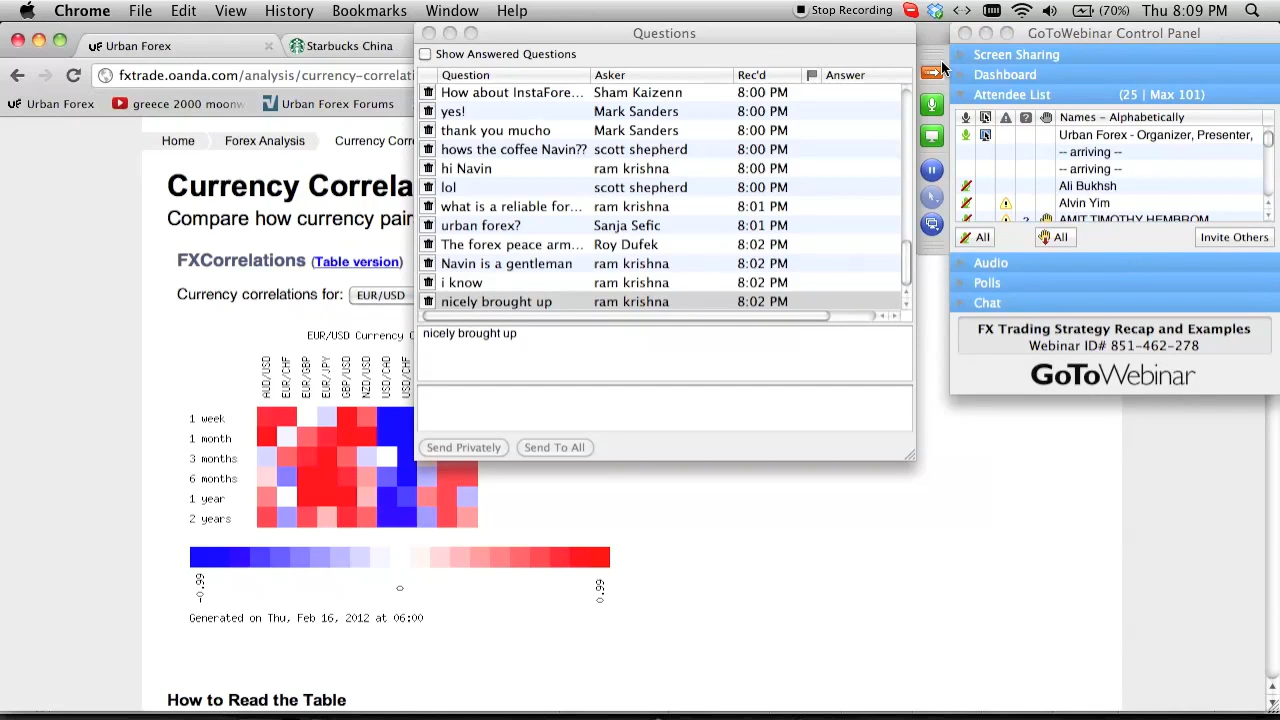 Chrome File Edit View History Bookmarks Window Help Stop Recording (70%) Thu 8:09 PM
Urban Forex
Starbucks China
fxtrade.oanda.com/analysis/currency-correlati
Urban Forex greece 2000 moonw Urban Forex Forums
Home Forex Analysis Currency Corre
Currency Correla
Compare how currency pair
FXCorrelations (Table version)
Currency correlations for: EUR/USD
EUR/USD Currency C
AUD/USD EUR/CHF EUR/GBP EUR/JPY GBP/USD NZD/USD USD/CAD USD/CHF
1 week
1 month
3 months
6 months
1 year
2 years
-0.99 0 0.99
Generated on Thu, Feb 16, 2012 at 06:00
How to Read the Table
Questions
Show Answered Questions
Question Asker Rec'd Answer
How about InstaFore... Sham Kaizenn 8:00 PM
yes! Mark Sanders 8:00 PM
thank you mucho Mark Sanders 8:00 PM
hows the coffee Navin?? scott shepherd 8:00 PM
hi Navin ram krishna 8:00 PM
lol scott shepherd 8:00 PM
what is a reliable for... ram krishna 8:01 PM
urban forex? Sanja Sefic 8:01 PM
The forex peace arm... Roy Dufek 8:02 PM
Navin is a gentleman ram krishna 8:02 PM
i know ram krishna 8:02 PM
nicely brought up ram krishna 8:02 PM
nicely brought up
Send Privately Send To All
GoToWebinar Control Panel
Screen Sharing
Dashboard
Attendee List (25 | Max 101)
Names – Alphabetically
Urban Forex - Organizer, Presenter,
-- arriving --
-- arriving --
Ali Bukhsh
Alvin Yim
AMIT TIMOTHY HEMBROM
All All Invite Others
Audio
Polls
Chat
FX Trading Strategy Recap and Examples
Webinar ID# 851-462-278
GoToWebinar